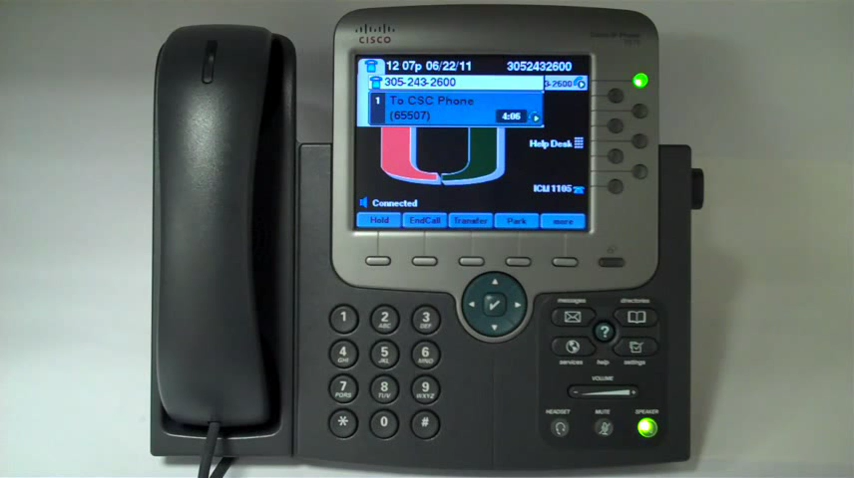 CISCO
12 07p 06/22/11 3052432600
305-243-2600
3-2600
1 To CSC Phone
(65507) 4:06
Help Desk
ICM 1105
Connected
Hold EndCall Transfer Park more
messages directories
services help settings
?
1 2 ABC 3 DEF
4 GHI 5 JKL 6 MNO
7 PQRS 8 TUV 9 WXYZ
* 0 #
VOLUME
- +
HEADSET MUTE SPEAKER